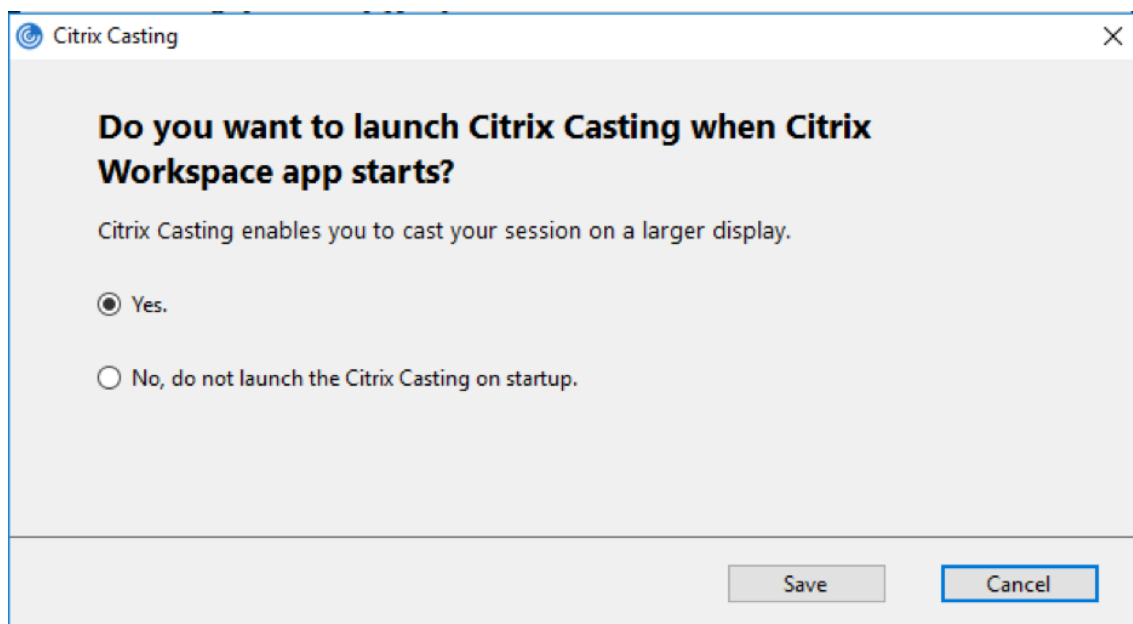 Citrix Casting
Do you want to launch Citrix Casting when Citrix
Workspace app starts?
Citrix Casting enables you to cast your session on a larger display.
Yes.
No, do not launch the Citrix Casting on startup.
Save
Cancel